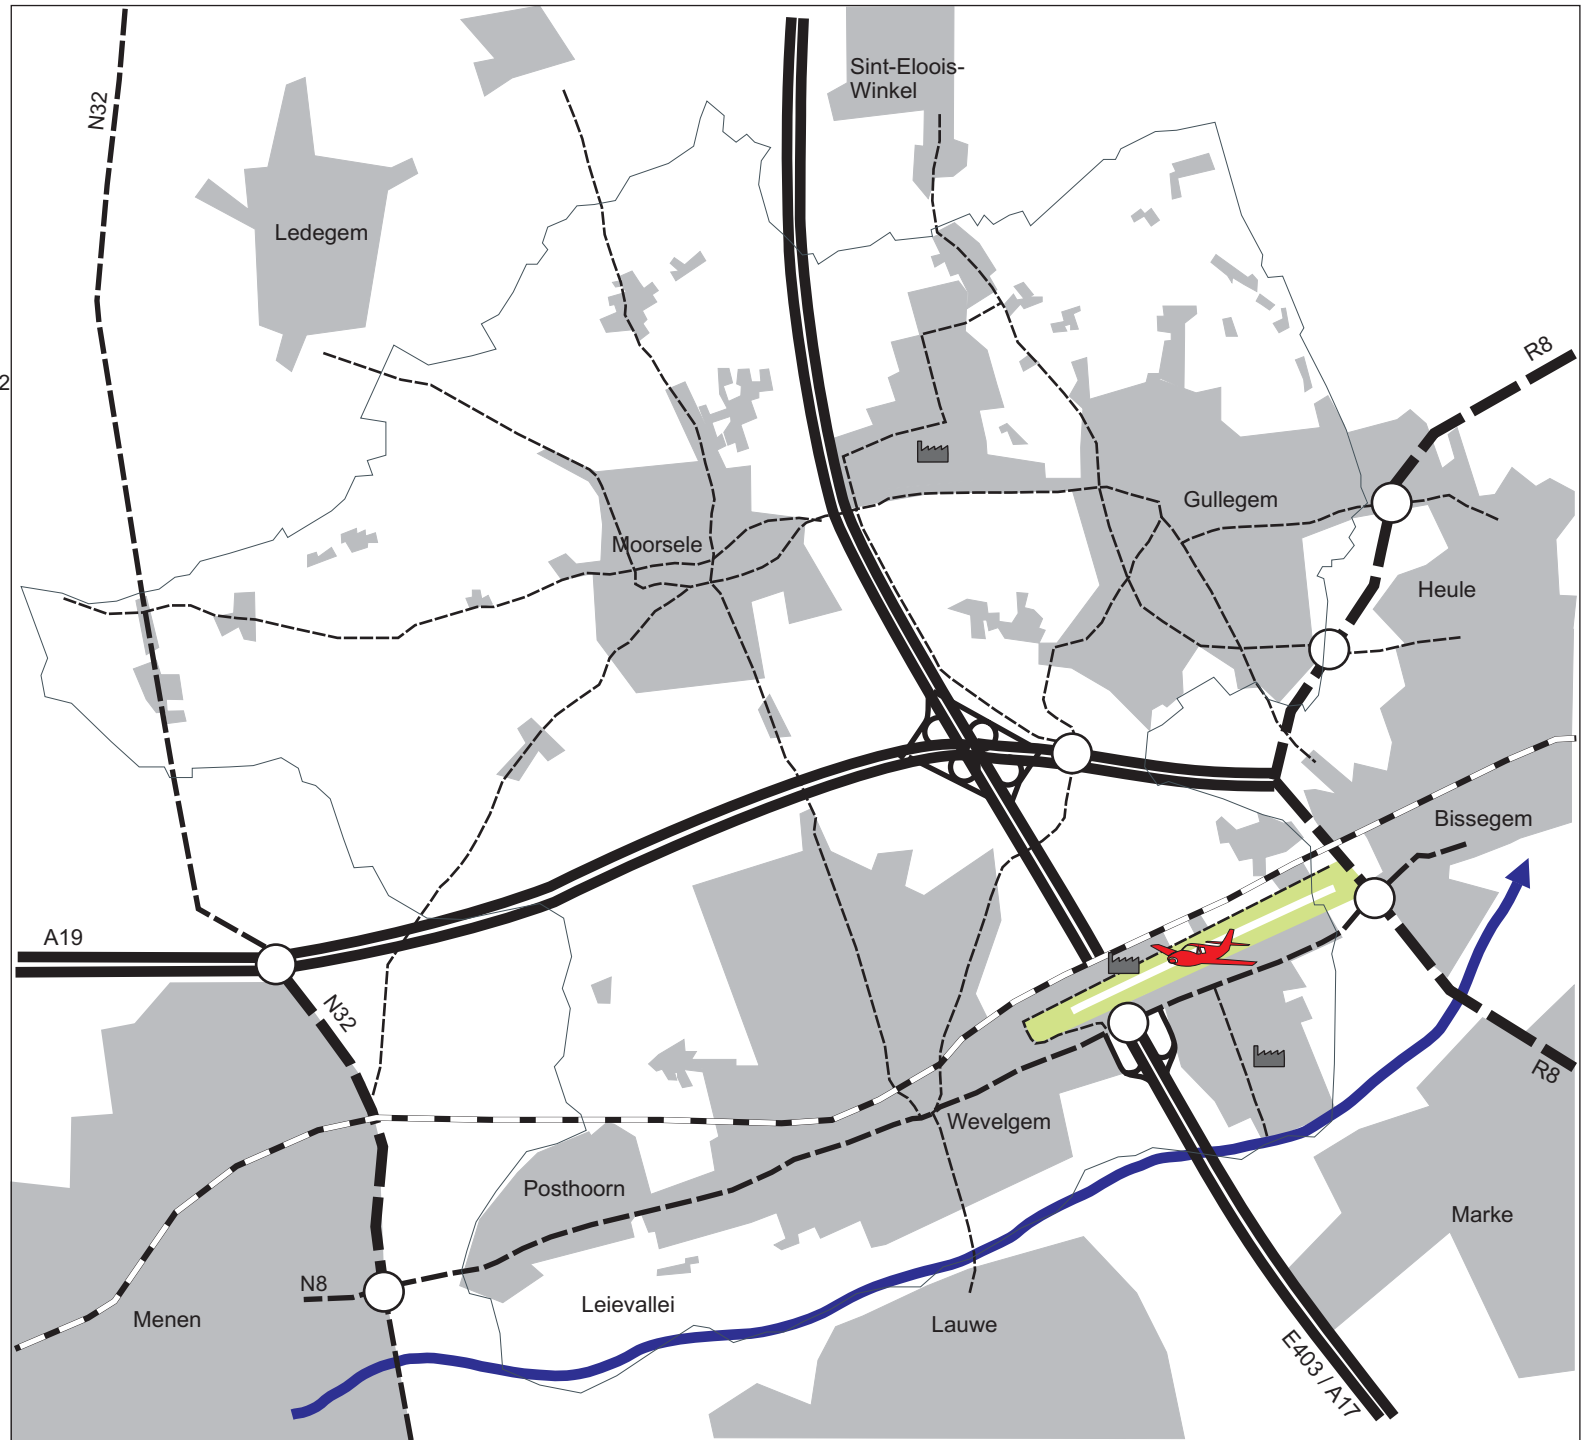 Sint-Eloois-
Winkel
N32
Ledegem
R8
2
Gullegem
Moorsele
Heule
Bissegem
A19
N32
R8
Wevelgem
Posthoorn
Marke
N8
Leievallei
Menen
Lauwe
E403 / A17